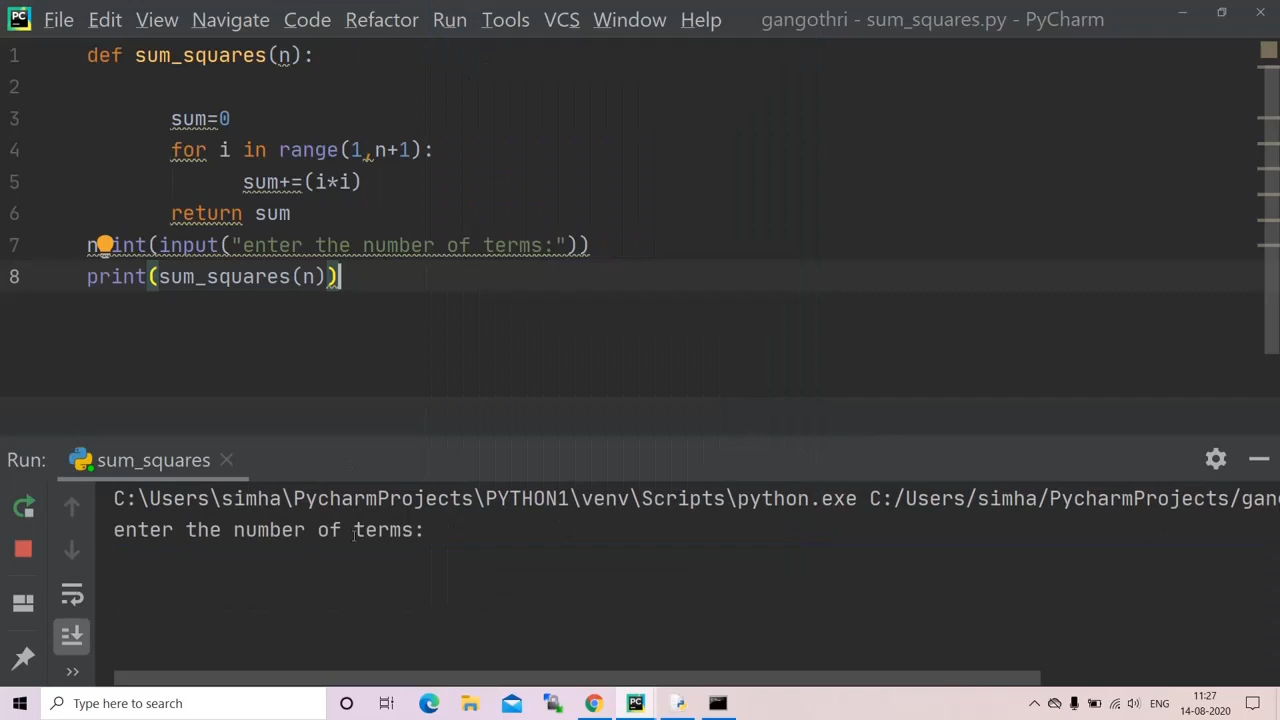 PC File Edit View Navigate Code Refactor Run Tools VCS Window Help gangothri - sum_squares.py - PyCharm
1 def sum_squares(n):
2
3 sum=0
4 for i in range(1,n+1):
5 sum+=(i*i)
6 return sum
7 int(input("enter the number of terms:"))
8 print(sum_squares(n))
Run: sum_squares
C:\Users\simha\PycharmProjects\PYTHON1\venv\Scripts\python.exe C:/Users/simha/PycharmProjects/gan
enter the number of terms:
>>
Type here to search
PC
ENG
11:27
14-08-2020